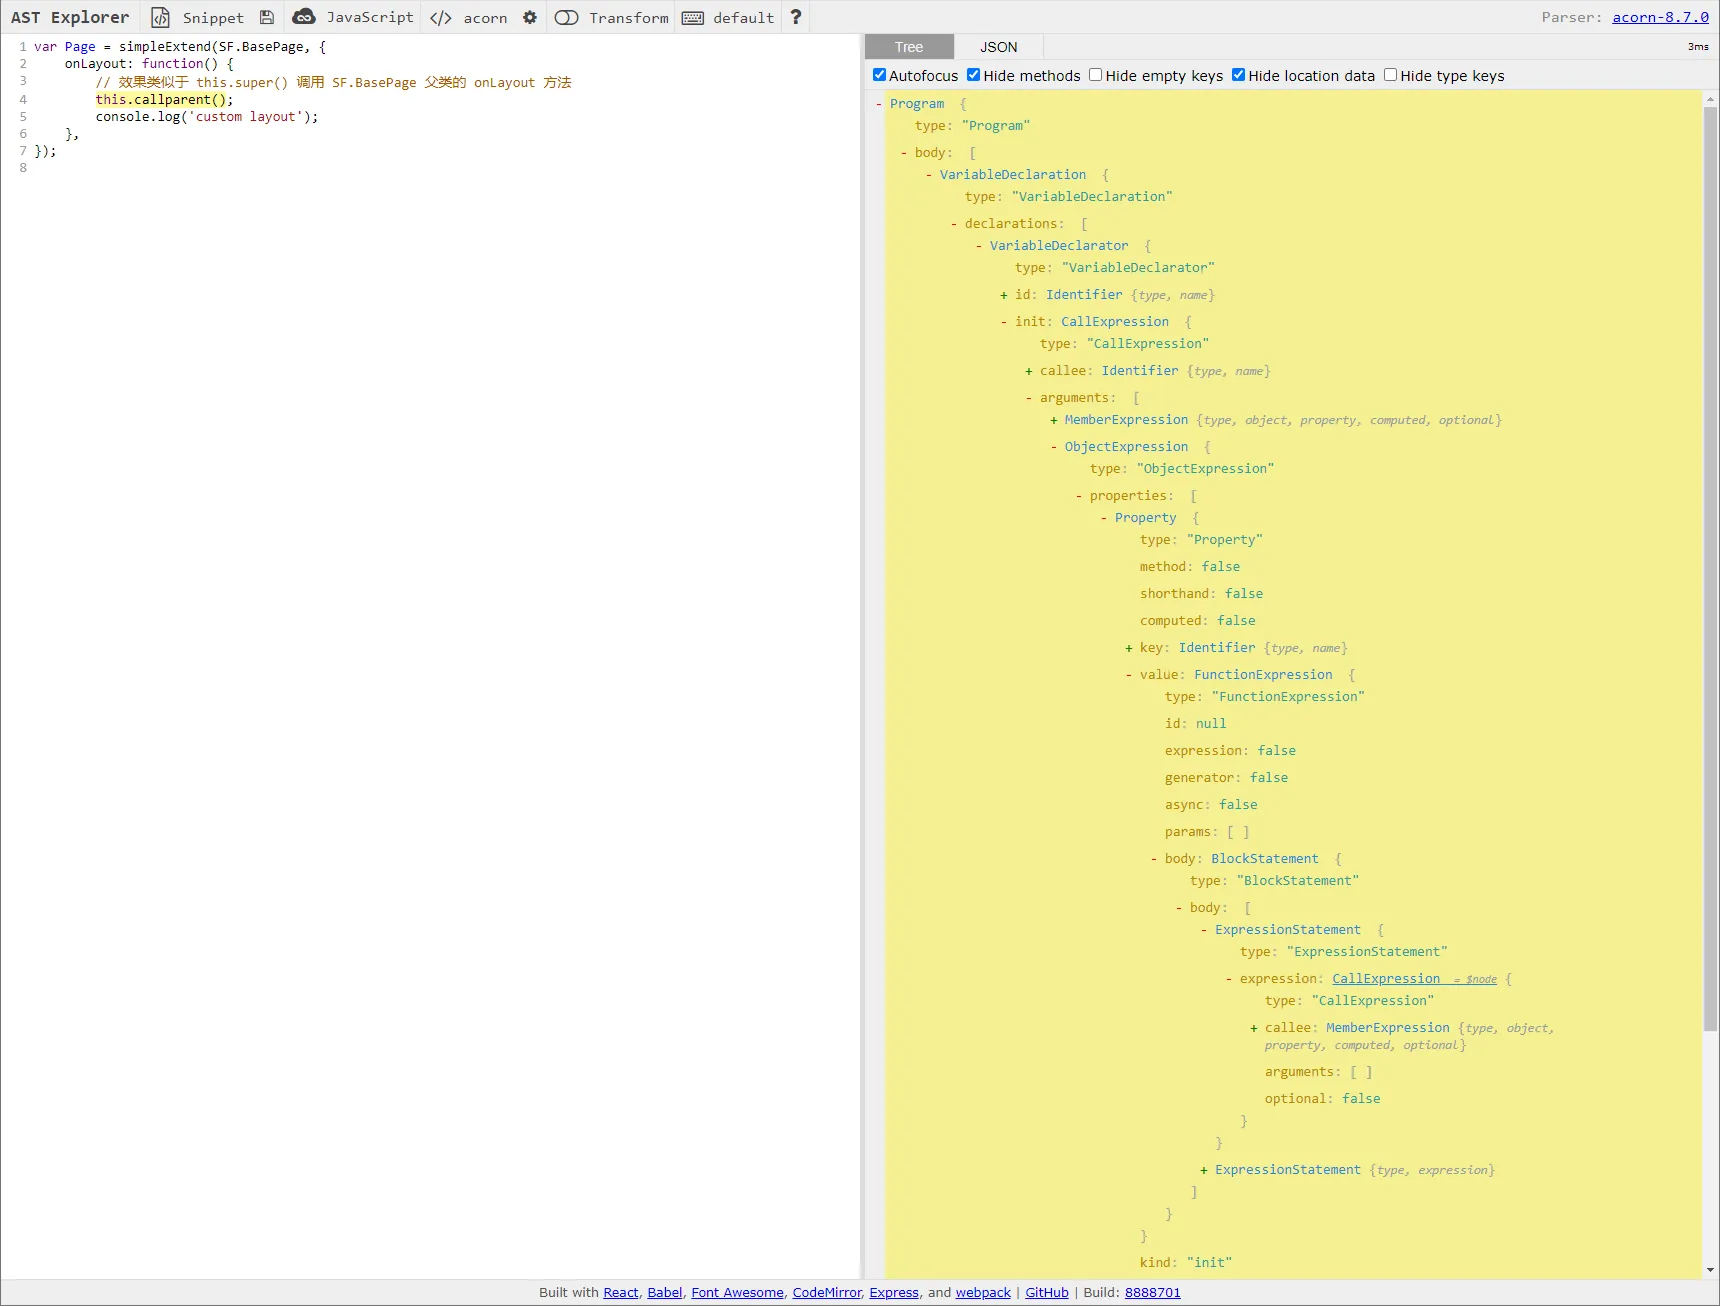 AST Explorer Snippet JavaScript </> acorn Transform default ? Parser: acorn-8.7.0
1 var Page = simpleExtend(SF.BasePage, {
2 onLayout: function() {
3 // 效果类似于 this.super() 调用 SF.BasePage 父类的 onLayout 方法
4 this.callparent();
5 console.log('custom layout');
6 },
7 });
8
Tree JSON 3ms
Autofocus Hide methods Hide empty keys Hide location data Hide type keys
- Program {
type: "Program"
- body: [
- VariableDeclaration {
type: "VariableDeclaration"
- declarations: [
- VariableDeclarator {
type: "VariableDeclarator"
+ id: Identifier {type, name}
- init: CallExpression {
type: "CallExpression"
+ callee: Identifier {type, name}
- arguments: [
+ MemberExpression {type, object, property, computed, optional}
- ObjectExpression {
type: "ObjectExpression"
- properties: [
- Property {
type: "Property"
method: false
shorthand: false
computed: false
+ key: Identifier {type, name}
- value: FunctionExpression {
type: "FunctionExpression"
id: null
expression: false
generator: false
async: false
params: [ ]
- body: BlockStatement {
type: "BlockStatement"
- body: [
- ExpressionStatement {
type: "ExpressionStatement"
- expression: CallExpression = $node {
type: "CallExpression"
+ callee: MemberExpression {type, object,
property, computed, optional}
arguments: [ ]
optional: false
}
}
+ ExpressionStatement {type, expression}
]
}
}
kind: "init"
Built with React, Babel, Font Awesome, CodeMirror, Express, and webpack | GitHub | Build: 8888701